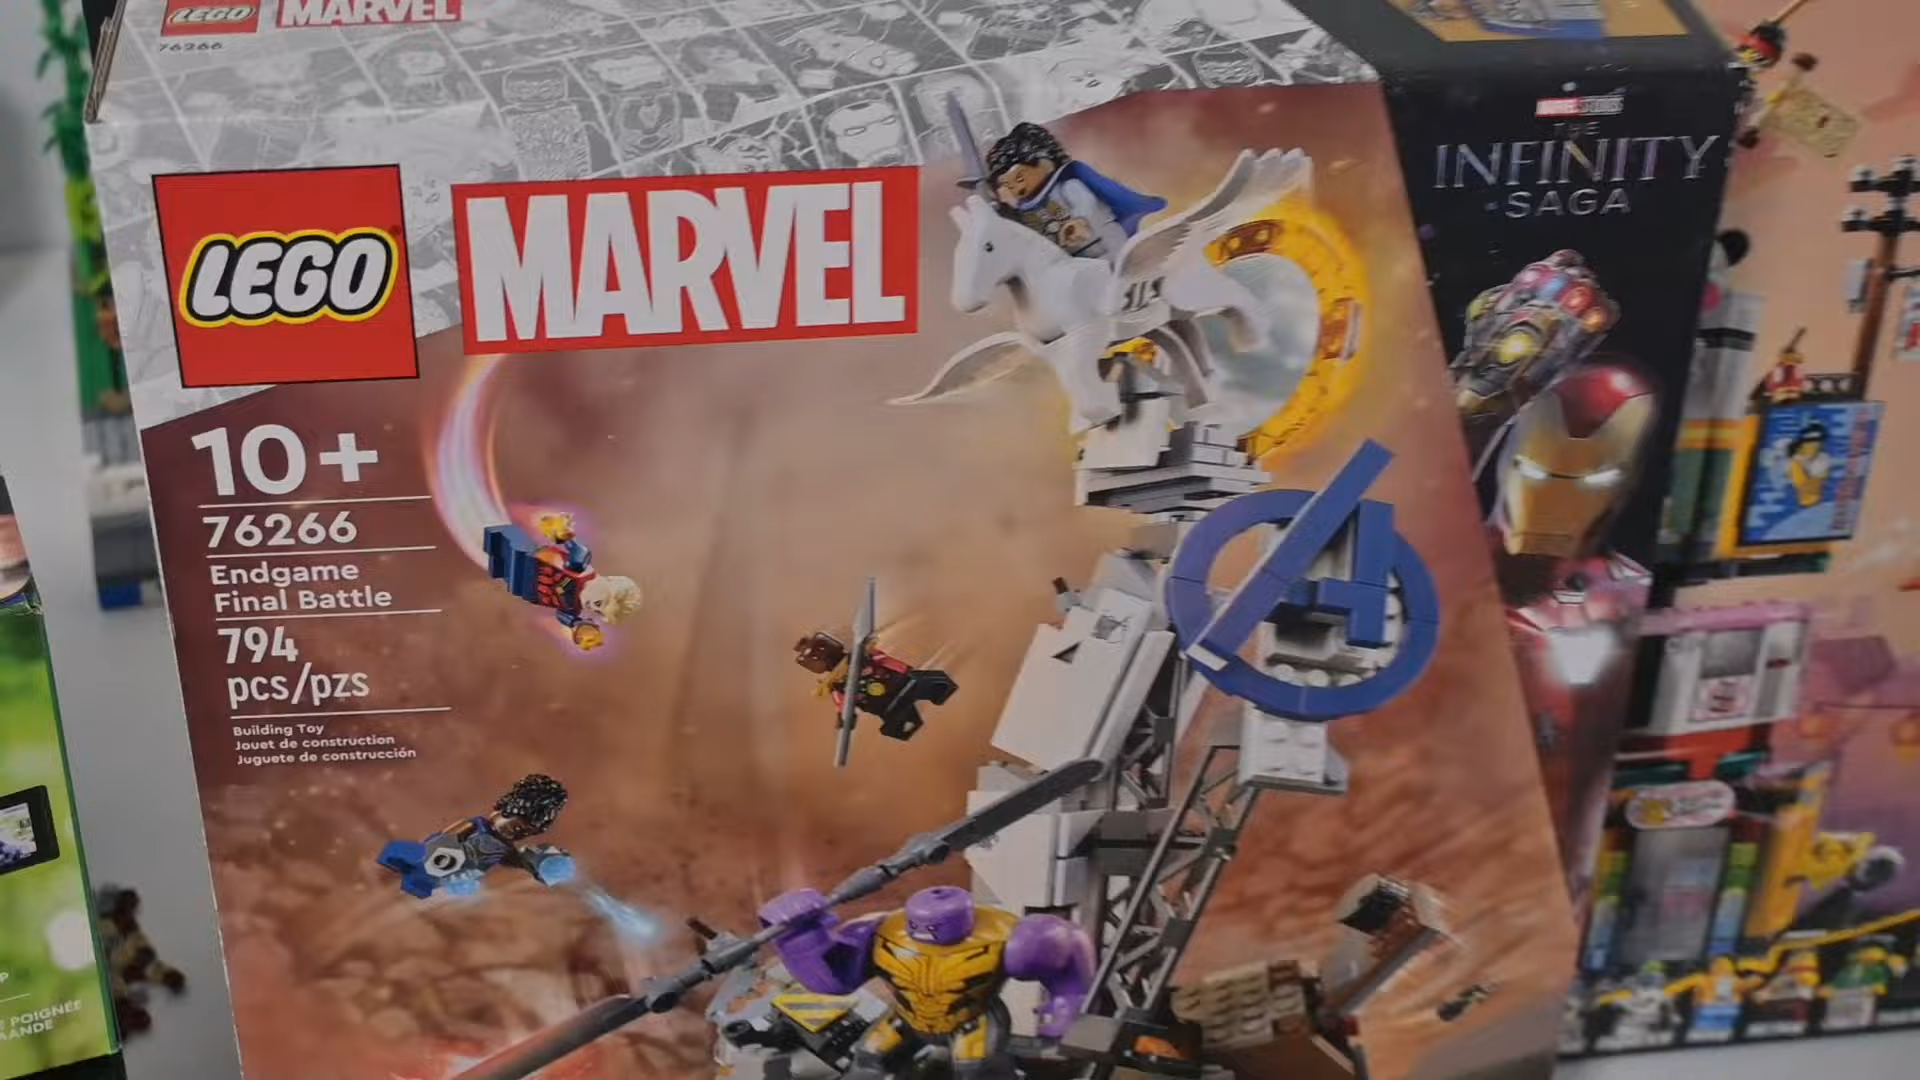 LEGO MARVEL
76266
LEGO MARVEL
10+
76266
Endgame
Final Battle
794
pcs/pzs
Building Toy
Jouet de construction
Juguete de construcción
MARVEL STUDIOS
THE
INFINITY
SAGA
P
POIGNÉE